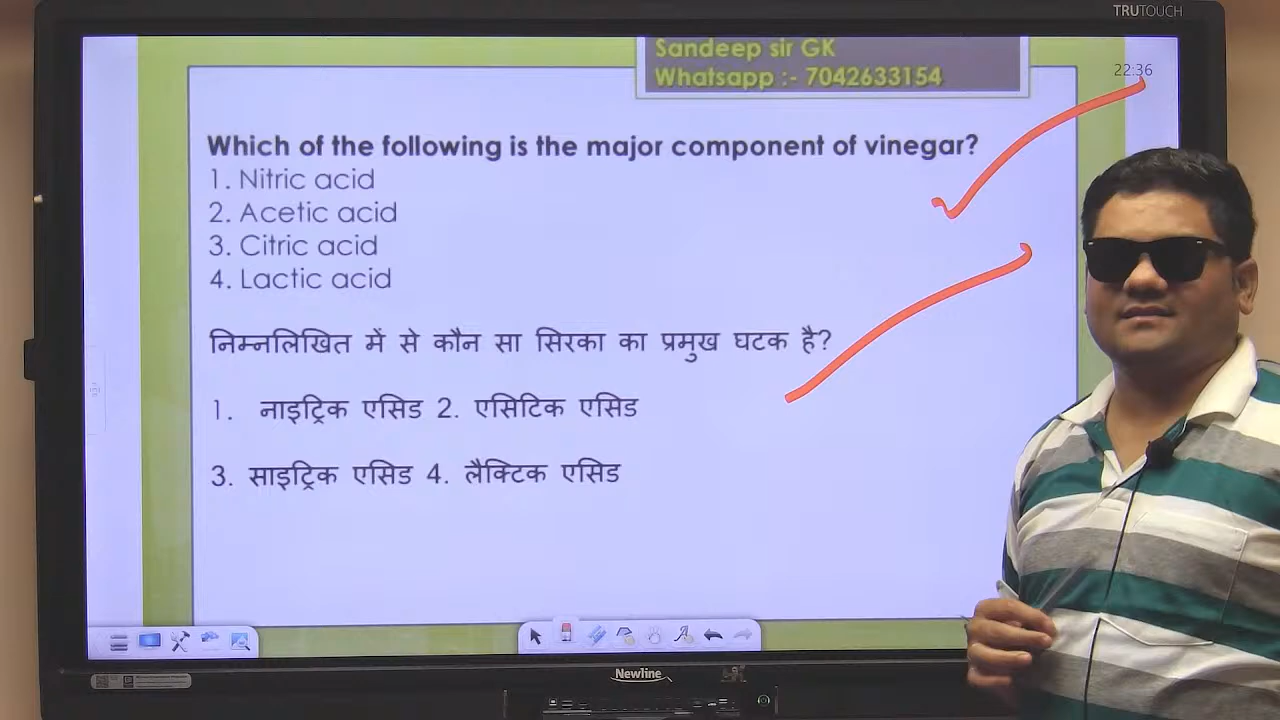 TRUTOUCH
Sandeep sir GK
Whatsapp :- 7042633154
22:36
Which of the following is the major component of vinegar?
1. Nitric acid
2. Acetic acid
3. Citric acid
4. Lactic acid
निम्नलिखित में से कौन सा सिरका का प्रमुख घटक है?
1. नाइट्रिक एसिड 2. एसिटिक एसिड
3. साइट्रिक एसिड 4. लैक्टिक एसिड
Newline